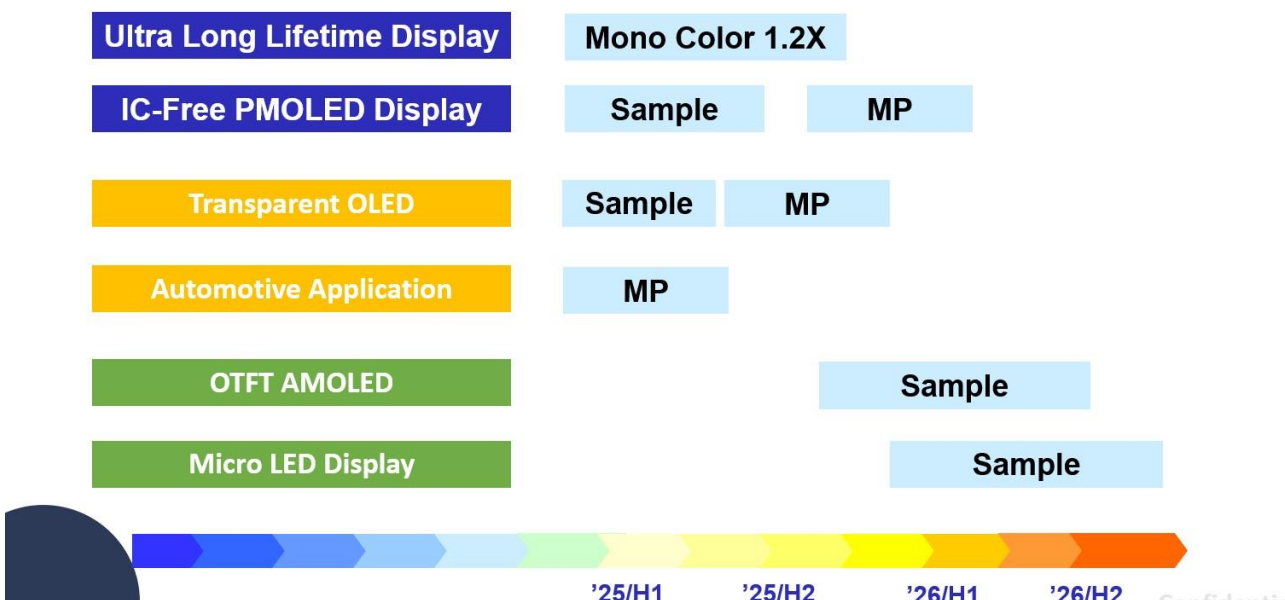 Ultra Long Lifetime Display Mono Color 1.2X
IC-Free PMOLED Display Sample MP
Transparent OLED Sample MP
Automotive Application MP
OTFT AMOLED Sample
Micro LED Display Sample
’25/H1 ’25/H2 ’26/H1 ’26/H2